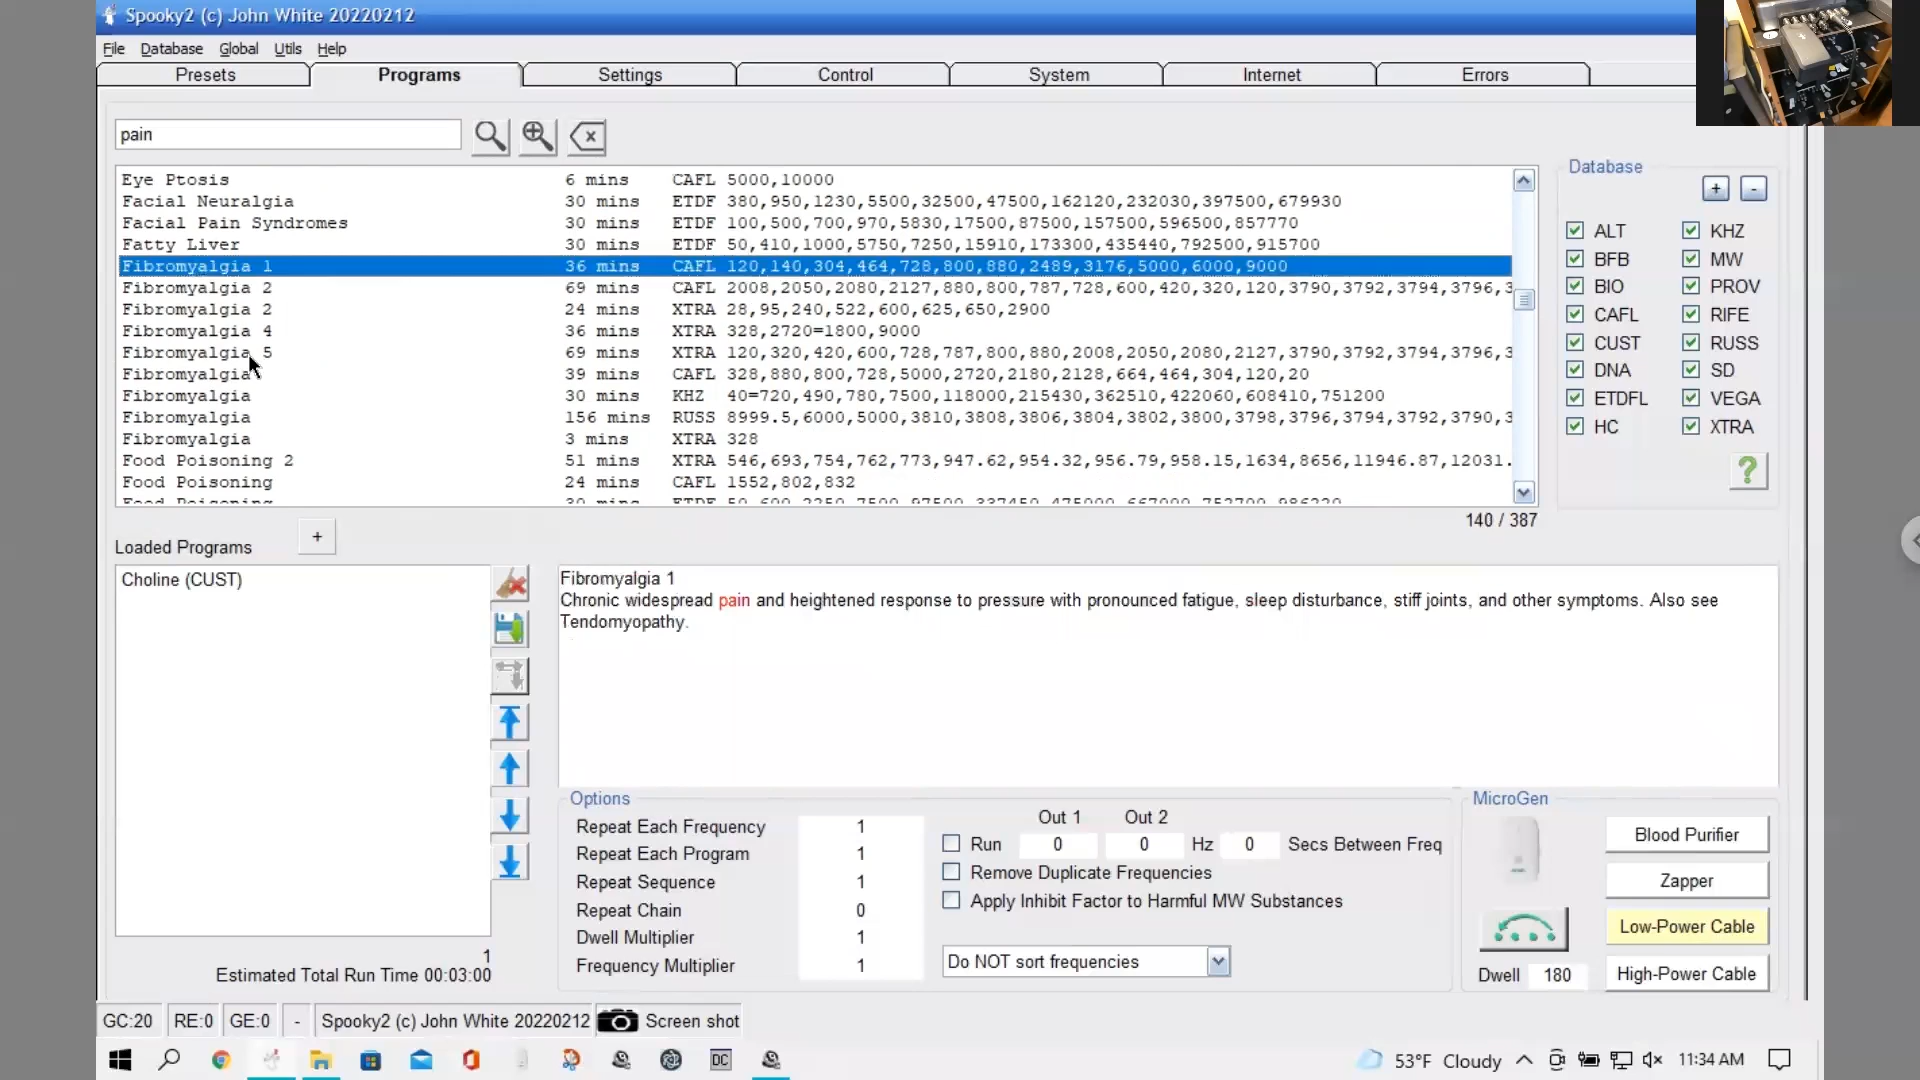 Spooky2 (c) John White 20220212
File Database Global Utils Help
Presets Programs Settings Control System Internet Errors
pain
Eye Ptosis 6 mins CAFL 5000,10000
Facial Neuralgia 30 mins ETDF 380,950,1230,5500,32500,47500,162120,232030,397500,679930
Facial Pain Syndromes 30 mins ETDF 100,500,700,970,5830,17500,87500,157500,596500,857770
Fatty Liver 30 mins ETDF 50,410,1000,5750,7250,15910,173300,435440,792500,915700
Fibromyalgia 1 36 mins CAFL 120,140,304,464,728,800,880,2489,3176,5000,6000,9000
Fibromyalgia 2 69 mins CAFL 2008,2050,2080,2127,880,800,787,728,600,420,320,120,3790,3792,3794,3796,3
Fibromyalgia 2 24 mins XTRA 28,95,240,522,600,625,650,2900
Fibromyalgia 4 36 mins XTRA 328,2720=1800,9000
Fibromyalgia 5 69 mins XTRA 120,320,420,600,728,787,800,880,2008,2050,2080,2127,3790,3792,3794,3796,3
Fibromyalgia 39 mins CAFL 328,880,800,728,5000,2720,2180,2128,664,464,304,120,20
Fibromyalgia 30 mins KHZ 40=720,490,780,7500,118000,215430,362510,422060,608410,751200
Fibromyalgia 156 mins RUSS 8999.5,6000,5000,3810,3808,3806,3804,3802,3800,3798,3796,3794,3792,3790,3
Fibromyalgia 3 mins XTRA 328
Food Poisoning 2 51 mins XTRA 546,693,754,762,773,947.62,954.32,956.79,958.15,1634,8656,11946.87,12031.
Food Poisoning 24 mins CAFL 1552,802,832
Food Poisoning 30 mins ETDF 50,600,2250,7500,97500,337450,475000,667000,752700,986220
140 / 387
Database
+ -
ALT KHZ
BFB MW
BIO PROV
CAFL RIFE
CUST RUSS
DNA SD
ETDFL VEGA
HC XTRA
?
Loaded Programs +
Choline (CUST)
1
Estimated Total Run Time 00:03:00
Fibromyalgia 1
Chronic widespread pain and heightened response to pressure with pronounced fatigue, sleep disturbance, stiff joints, and other symptoms. Also see
Tendomyopathy.
Options
Repeat Each Frequency 1
Repeat Each Program 1
Repeat Sequence 1
Repeat Chain 0
Dwell Multiplier 1
Frequency Multiplier 1
Out 1 Out 2
Run 0 0 Hz 0 Secs Between Freq
Remove Duplicate Frequencies
Apply Inhibit Factor to Harmful MW Substances
Do NOT sort frequencies
MicroGen
Blood Purifier
Zapper
Low-Power Cable
High-Power Cable
Dwell 180
GC:20 RE:0 GE:0 - Spooky2 (c) John White 20220212 Screen shot
DC 53°F Cloudy 11:34 AM